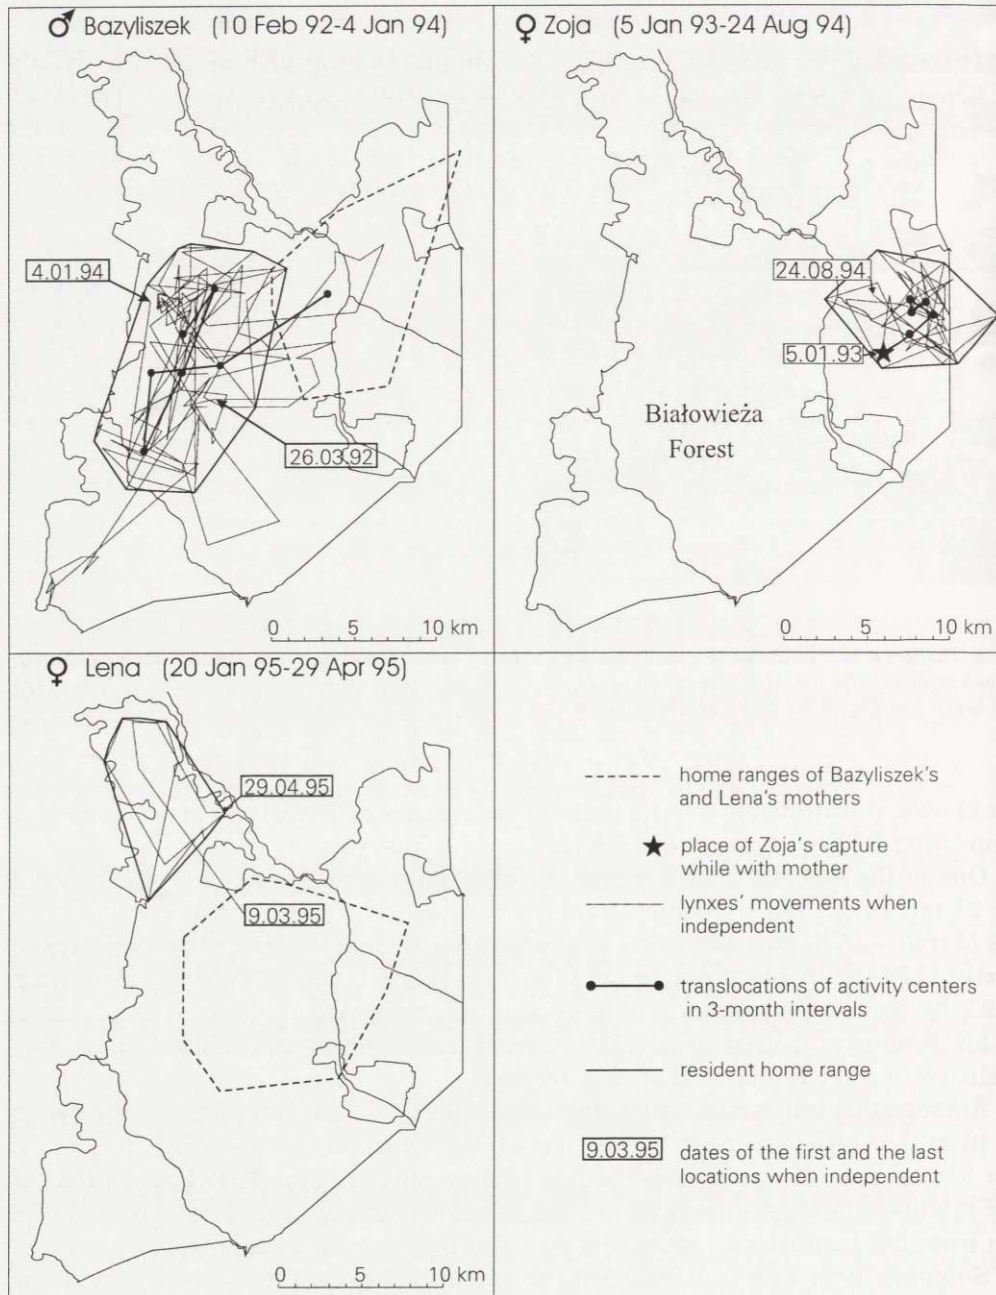 ♂ Bazyliszek (10 Feb 92-4 Jan 94)
4.01.94
26.03.92
0 5 10 km
♀ Zoja (5 Jan 93-24 Aug 94)
24.08.94
5.01.93
Białowieża
Forest
0 5 10 km
♀ Lena (20 Jan 95-29 Apr 95)
29.04.95
9.03.95
0 5 10 km
home ranges of Bazyliszek's
and Lena's mothers
place of Zoja's capture
while with mother
lynxes' movements when
independent
translocations of activity centers
in 3-month intervals
resident home range
9.03.95 dates of the first and the last
locations when independent